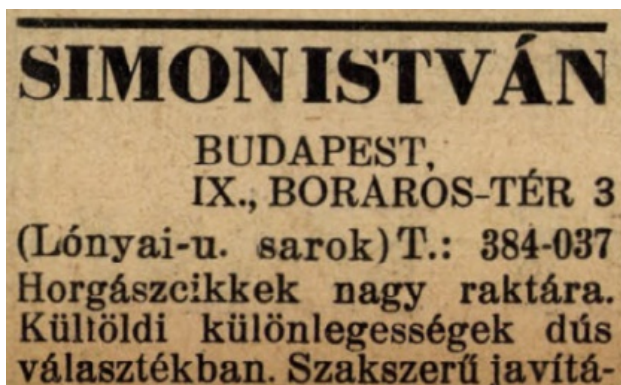 SIMON ISTVÁN
BUDAPEST,
IX., BORAROS-TÉR 3
(Lónyai-u. sarok) T.: 384-037
Horgászcikkek nagy raktára.
Külföldi különlegességek dús
választékban. Szakszerű javítá-